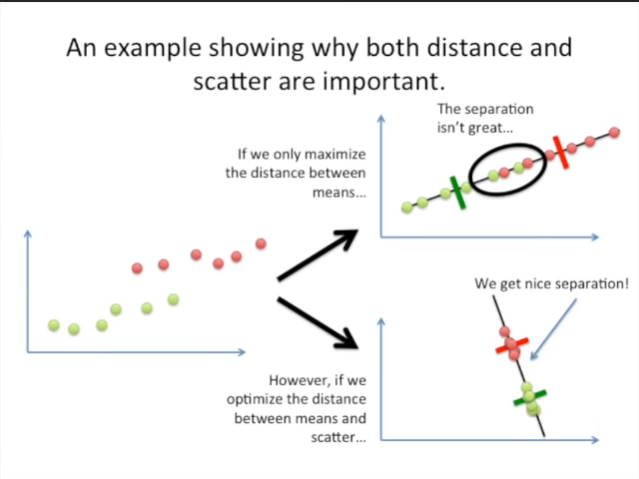 An example showing why both distance and
scatter are important.
The separation
isn't great...
If we only maximize
the distance between
means...
We get nice separation!
However, if we
optimize the distance
between means and
scatter...